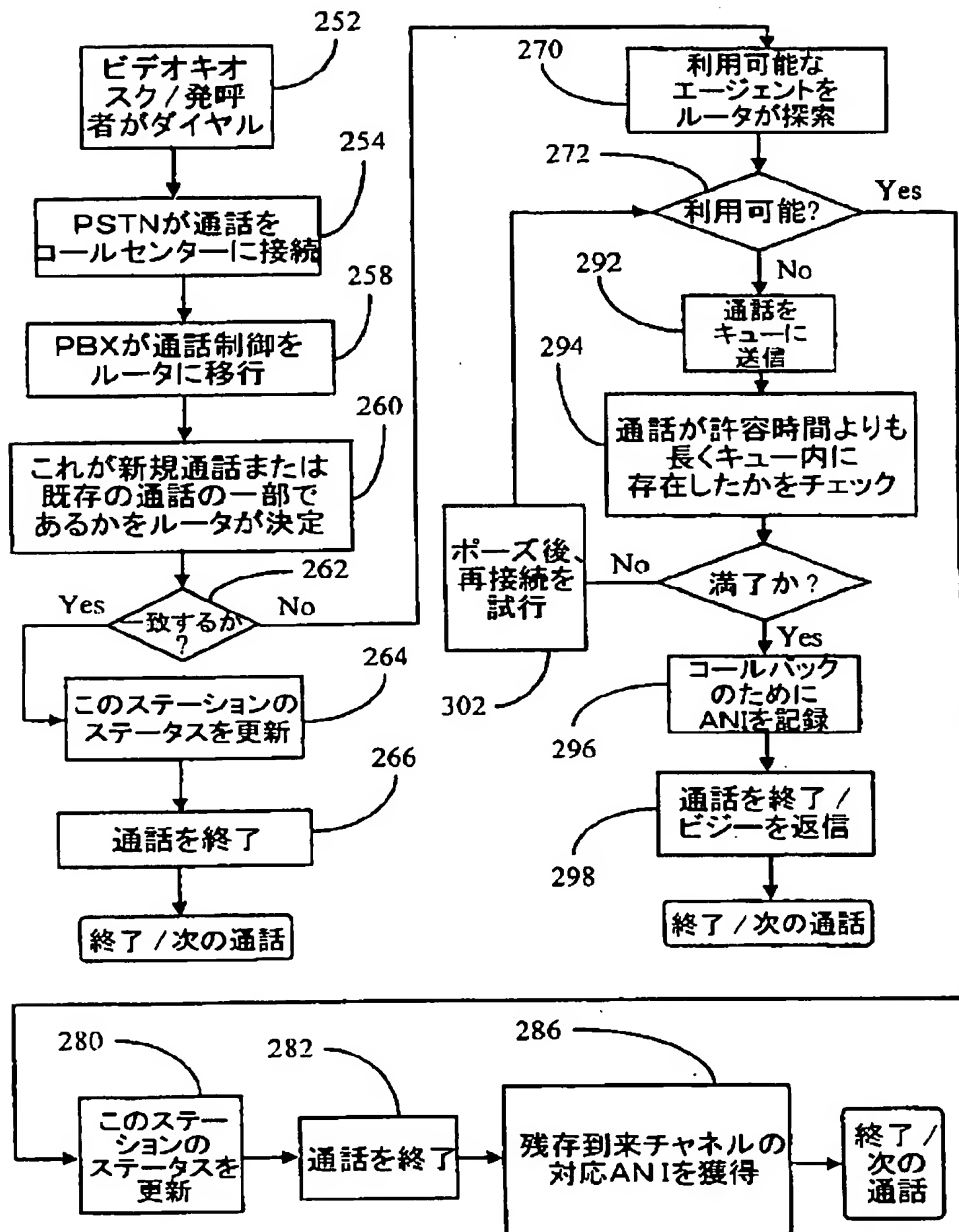 252
ビデオキオ
スク/発呼
者がダイヤル
254
PSTNが通話を
コールセンターに接続
258
PBXが通話制御を
ルータに移行
260
これが新規通話または
既存の通話の一部で
あるかをルータが決定
262
Yes
一致するか
?
No
264
このステーションの
ステータスを更新
266
通話を終了
終了/次の通話
270
利用可能な
エージェントを
ルータが探索
272
利用可能?
Yes
No
292
通話を
キューに
送信
294
通話が許容時間よりも
長くキュー内に
存在したかをチェック
ポーズ後、
再接続を
試行
302
No
満了か?
Yes
296
コールバック
のために
ANIを記録
298
通話を終了/
ビジーを返信
終了/次の通話
280
このステー
ションの
ステータスを
更新
282
通話を終了
286
残存到来チャネルの
対応ANIを獲得
終了/
次の
通話